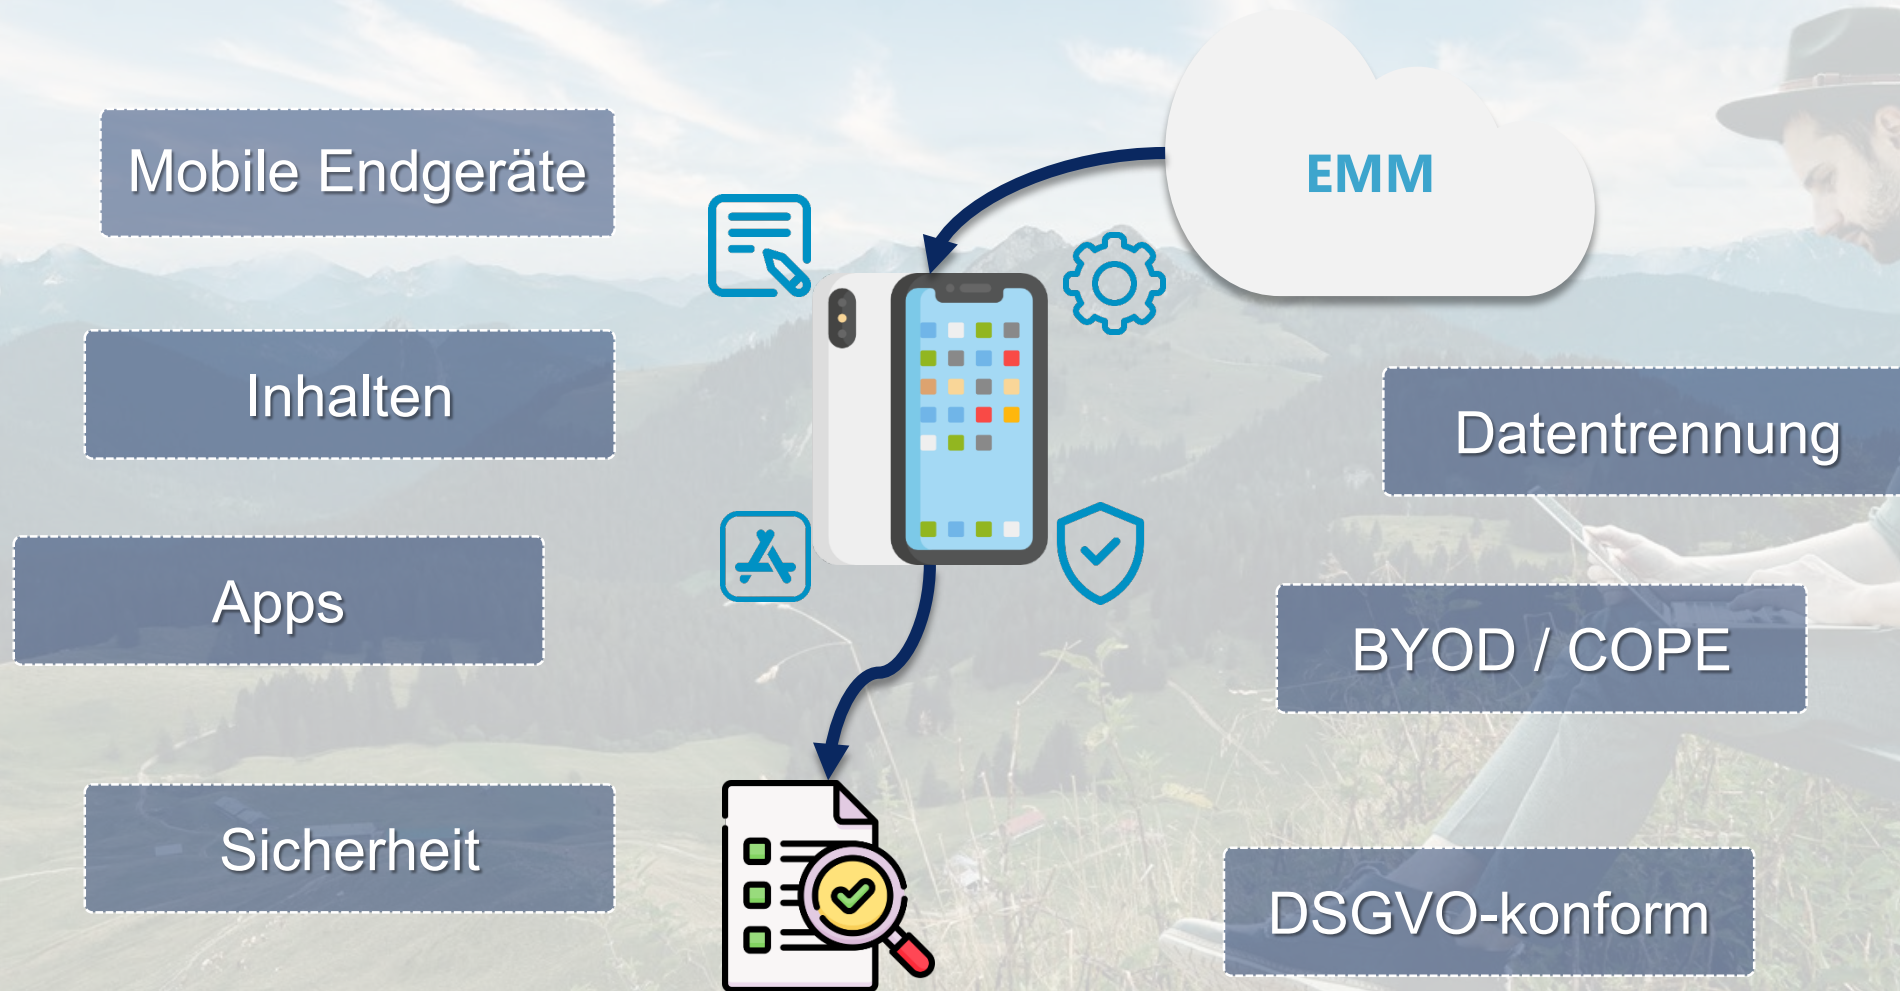 Mobile Endgeräte
EMM
Inhalten
Datentrennung
Apps
BYOD / COPE
Sicherheit
DSGVO-konform